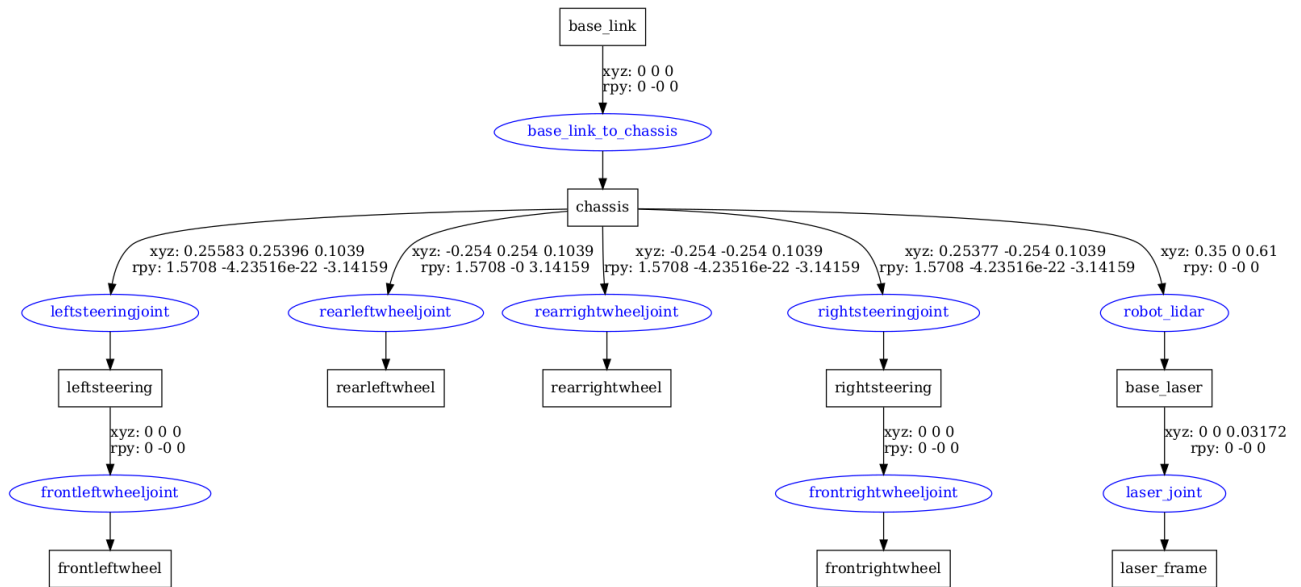 base_link
xyz: 0 0 0
rpy: 0 -0 0
base_link_to_chassis
chassis
xyz: 0.25583 0.25396 0.1039
rpy: 1.5708 -4.23516e-22 -3.14159
xyz: -0.254 0.254 0.1039
rpy: 1.5708 -0 3.14159
xyz: -0.254 -0.254 0.1039
rpy: 1.5708 -4.23516e-22 -3.14159
xyz: 0.25377 -0.254 0.1039
rpy: 1.5708 -4.23516e-22 -3.14159
xyz: 0.35 0 0.61
rpy: 0 -0 0
leftsteeringjoint
rearleftwheeljoint
rearrightwheeljoint
rightsteeringjoint
robot_lidar
leftsteering
rearleftwheel
rearrightwheel
rightsteering
base_laser
xyz: 0 0 0
rpy: 0 -0 0
xyz: 0 0 0
rpy: 0 -0 0
xyz: 0 0 0.03172
rpy: 0 -0 0
frontleftwheeljoint
frontrightwheeljoint
laser_joint
frontleftwheel
frontrightwheel
laser_frame